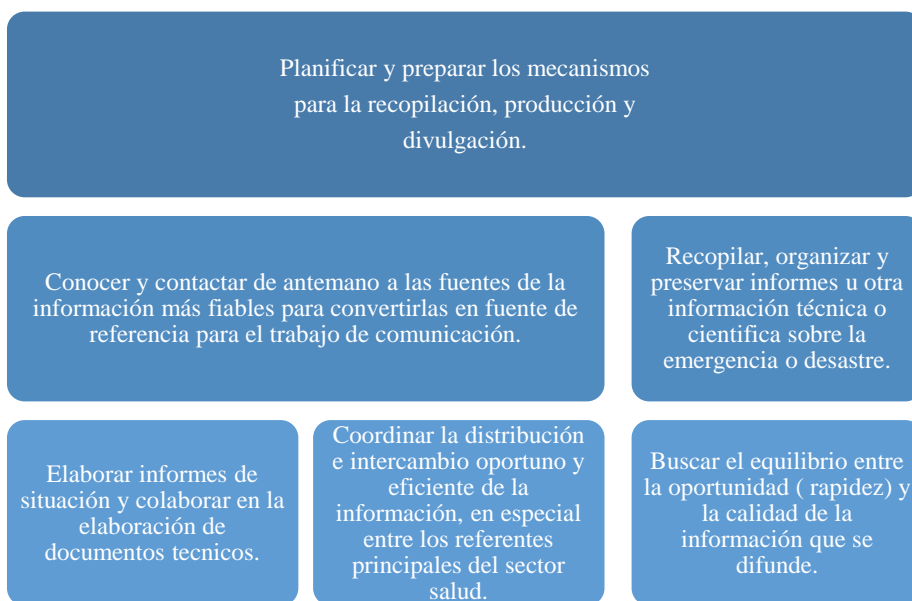 Planificar y preparar los mecanismos
para la recopilación, producción y
divulgación.
Conocer y contactar de antemano a las fuentes de la
información más fiables para convertirlas en fuente de
referencia para el trabajo de comunicación.
Recopilar, organizar y
preservar informes u otra
información técnica o
cientifica sobre la
emergencia o desastre.
Elaborar informes de
situación y colaborar en la
elaboración de
documentos tecnicos.
Coordinar la distribución
e intercambio oportuno y
eficiente de la
información, en especial
entre los referentes
principales del sector
salud.
Buscar el equilibrio entre
la oportunidad ( rapidez) y
la calidad de la
información que se
difunde.